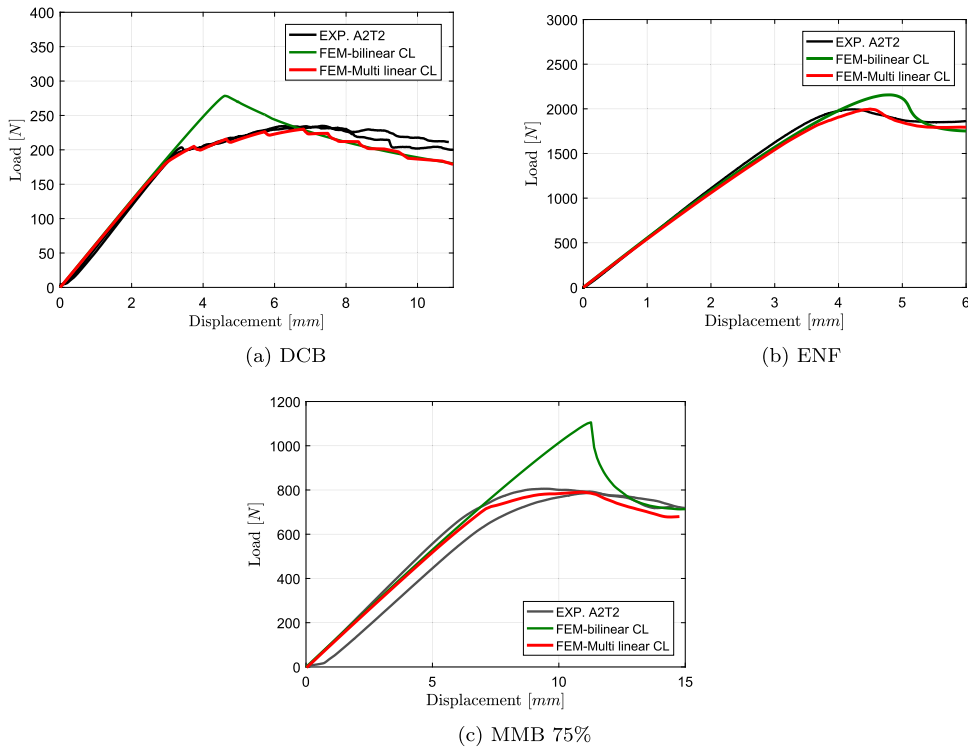 400
350
300
250
200
150
100
50
0
Load [N]
EXP. A2T2
FEM-bilinear CL
FEM-Multi linear CL
0 2 4 6 8 10
Displacement [mm]
(a) DCB
3000
2500
2000
1500
1000
500
0
Load [N]
EXP. A2T2
FEM-bilinear CL
FEM-Multi linear CL
0 1 2 3 4 5 6
Displacement [mm]
(b) ENF
1200
1000
800
600
400
200
0
Load [N]
EXP. A2T2
FEM-bilinear CL
FEM-Multi linear CL
0 5 10 15
Displacement [mm]
(c) MMB 75%